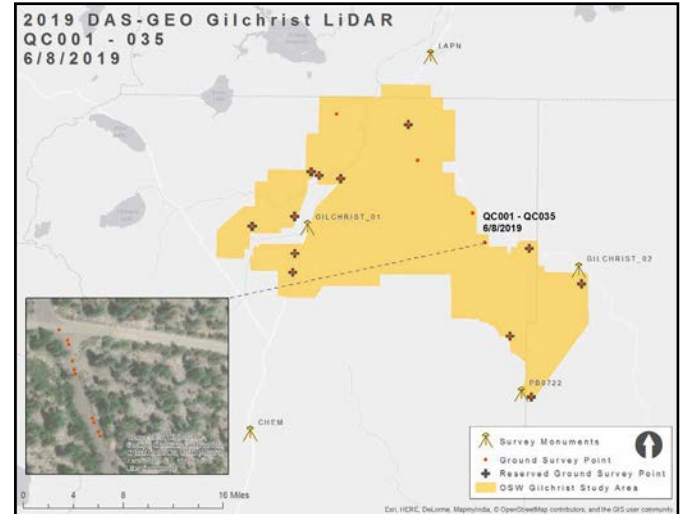 2019 DAS-GEO Gilchrist LiDAR
QC001 - 035
6/8/2019
LAPN
GILCHRIST_01
QC001 - QC035
6/8/2019
GILCHRIST_02
PB0722
CHEM
Survey Monuments
Ground Survey Point
Reserved Ground Survey Point
OSW Gilchrist Study Area
0 4 8 16 Miles
Esri, HERE, DeLorme, MapmyIndia, © OpenStreetMap contributors, and the GIS user community